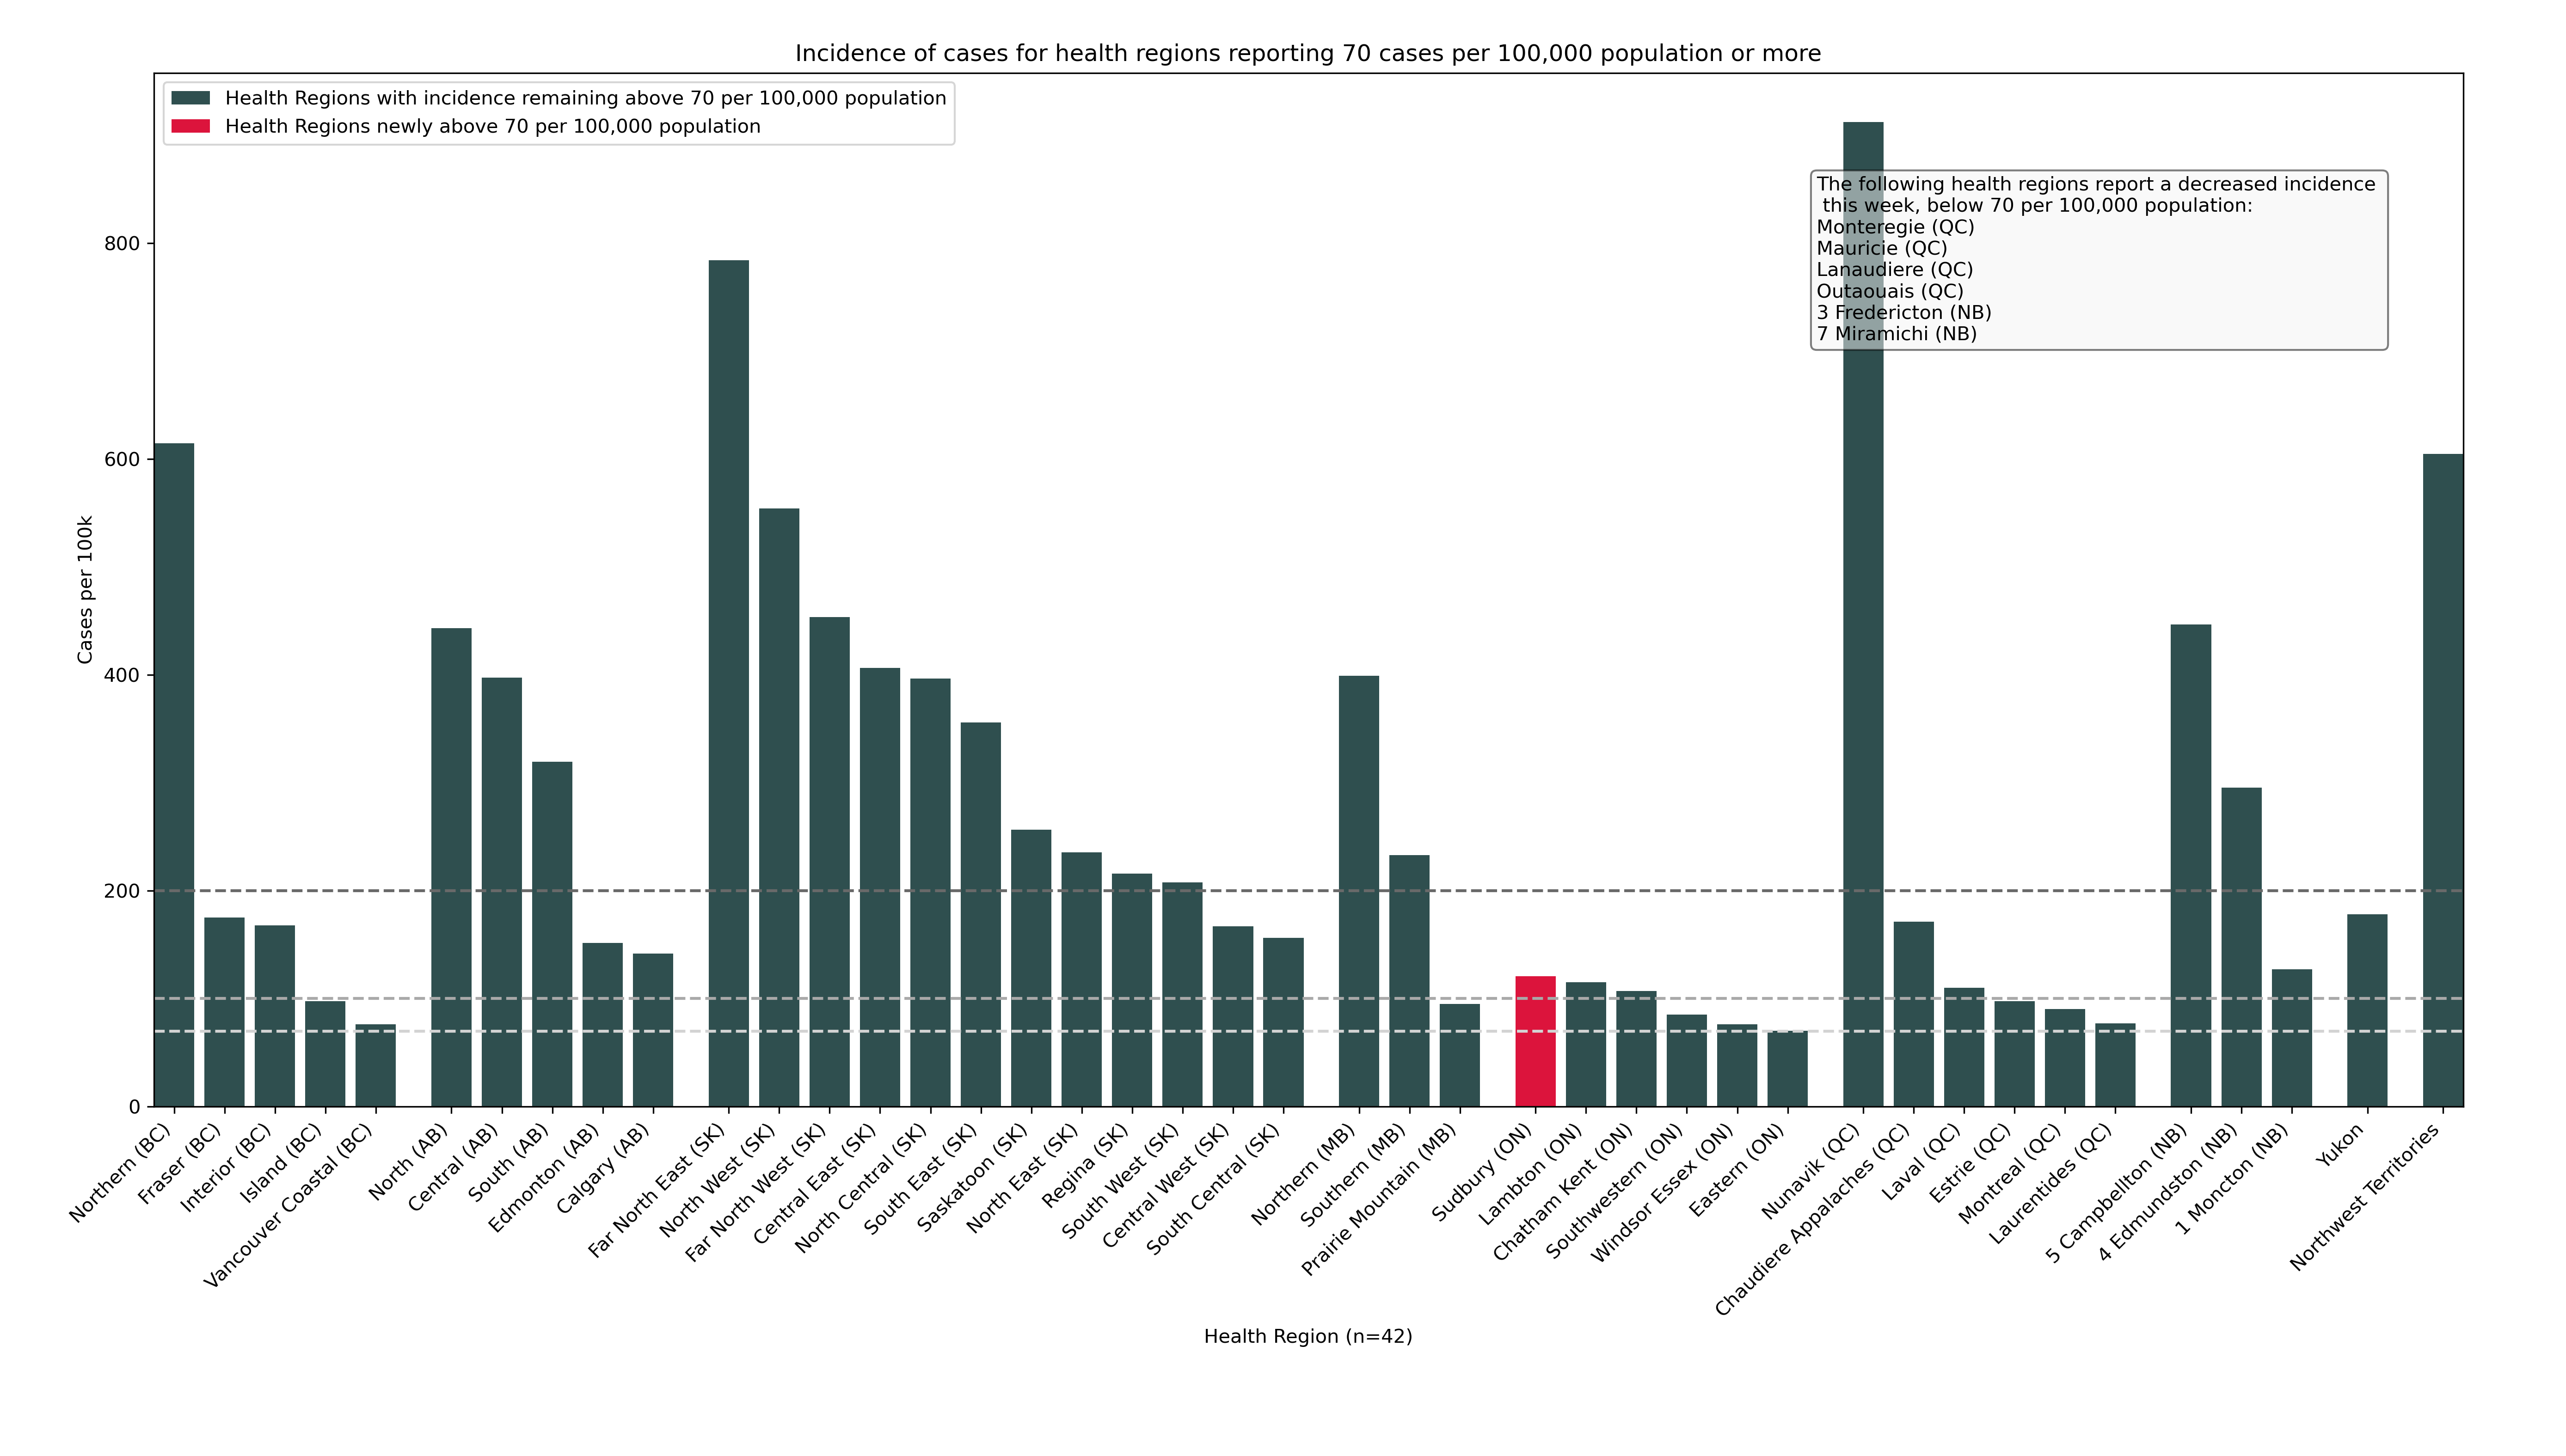 Incidence of cases for health regions reporting 70 cases per 100,000 population or more
Health Regions with incidence remaining above 70 per 100,000 population
Health Regions newly above 70 per 100,000 population
The following health regions report a decreased incidence
this week, below 70 per 100,000 population:
Monteregie (QC)
Mauricie (QC)
Lanaudiere (QC)
Outaouais (QC)
3 Fredericton (NB)
7 Miramichi (NB)
Cases per 100k
800
600
400
200
0
Northern (BC)
Fraser (BC)
Interior (BC)
Island (BC)
Vancouver Coastal (BC)
North (AB)
Central (AB)
South (AB)
Edmonton (AB)
Calgary (AB)
Far North East (SK)
North West (SK)
Far North West (SK)
Central East (SK)
North Central (SK)
South East (SK)
Saskatoon (SK)
North East (SK)
Regina (SK)
South West (SK)
Central West (SK)
South Central (SK)
Northern (MB)
Southern (MB)
Prairie Mountain (MB)
Sudbury (ON)
Lambton (ON)
Chatham Kent (ON)
Southwestern (ON)
Windsor Essex (ON)
Eastern (ON)
Nunavik (QC)
Chaudiere Appalaches (QC)
Laval (QC)
Estrie (QC)
Montreal (QC)
Laurentides (QC)
5 Campbellton (NB)
4 Edmundston (NB)
1 Moncton (NB)
Yukon
Northwest Territories
Health Region (n=42)